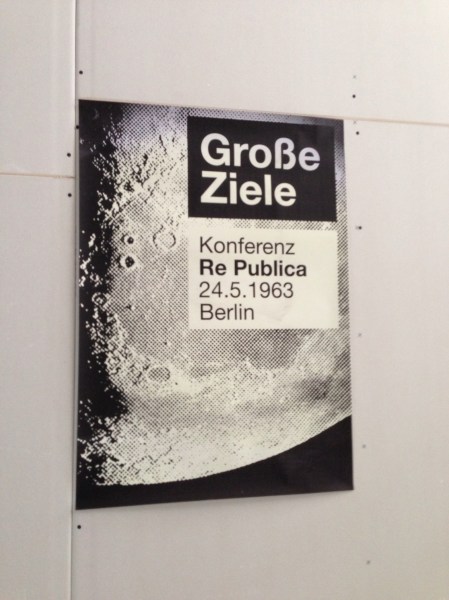 Große
Ziele
Konferenz
Re Publica
24.5.1963
Berlin